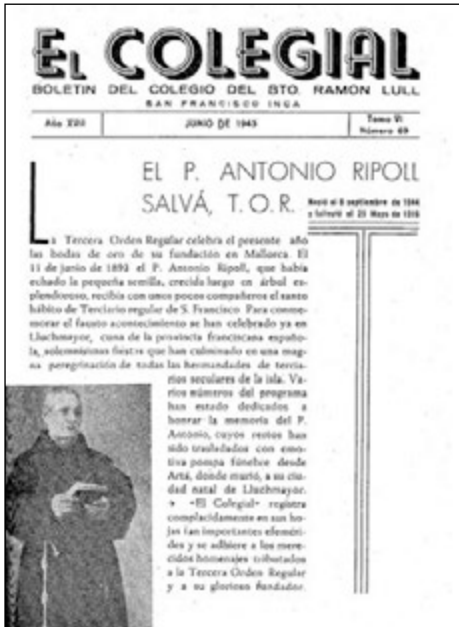 EL COLEGIAL
BOLETIN DEL COLEGIO DEL BTO. RAMON LULL
SAN FRANCISCO INCA
Año XVII
JUNIO DE 1943
Tomo VI
Número 69
EL P. ANTONIO RIPOLL
SALVÁ, T.O.R.
Nació el 8 septiembre de 1844
y falleció el 23 Mayo de 1916
La Tercera Orden Regular celebra el presente año
las bodas de oro de su fundación en Mallorca. El
11 de junio de 1893 el P. Antonio Ripoll, que había
echado la pequeña semilla, crecida luego en árbol es-
plendoroso, recibía con unos pocos compañeros el santo
hábito de Terciario regular de S. Francisco Para conme-
morar el fausto acontecimiento se han celebrado ya en
Lluchmayor, cuna de la provincia franciscana españo-
la, solemnísimas fiestas que han culminado en una mag-
na peregrinación de todas las hermandades de tercia-
rios seculares de la isla. Va-
rios números del programa
han estado dedicados a
honrar la memoria del P.
Antonio, cuyos restos han
sido trasladados con emo-
tiva pompa fúnebre desde
Artá, donde murió, a su ciu-
dad natal de Lluchmayor.
«El Colegial» registra
complacidamente en sus ho-
jas tan importantes efeméri-
des y se adhiere a los mere-
cidos homenajes tributados
a la Tercera Orden Regular
y a su glorioso fundador.